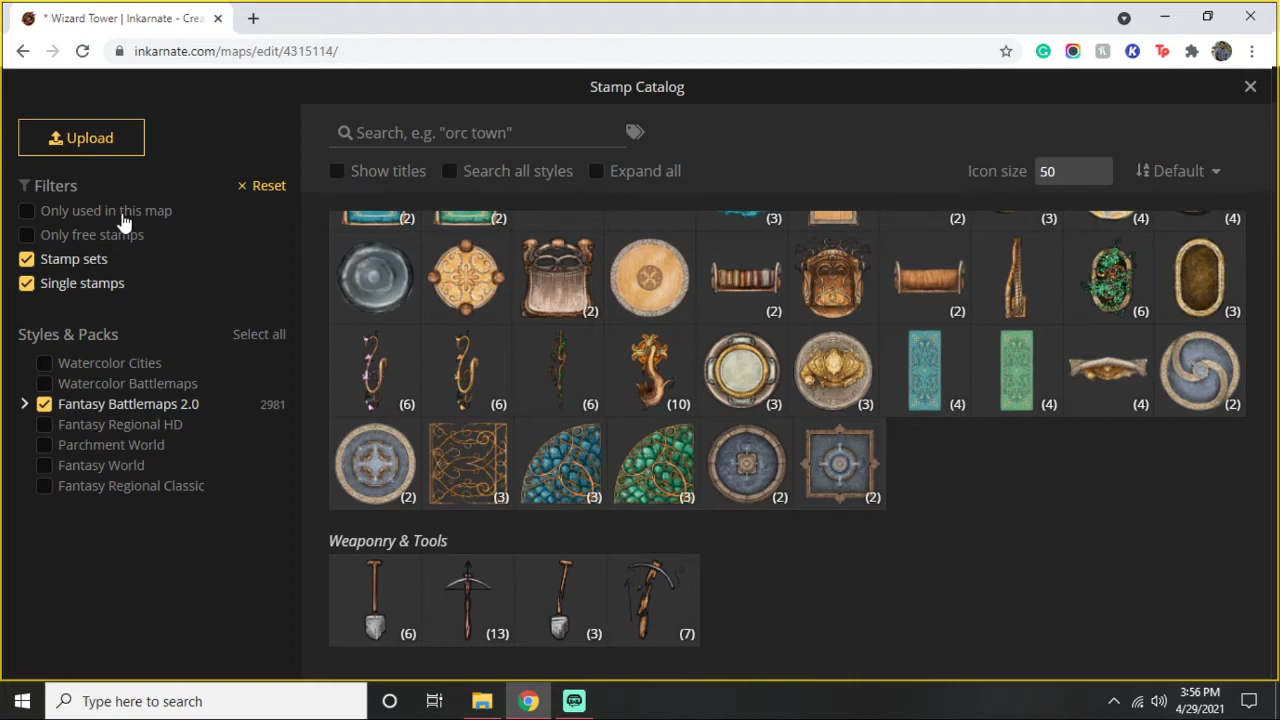 * Wizard Tower | Inkarnate - Crea
inkarnate.com/maps/edit/4315114/
Stamp Catalog
Upload
Search, e.g. "orc town"
Show titles Search all styles Expand all Icon size 50 Default
Filters Reset
Only used in this map
Only free stamps
Stamp sets
Single stamps
Styles & Packs Select all
Watercolor Cities
Watercolor Battlemaps
Fantasy Battlemaps 2.0 2981
Fantasy Regional HD
Parchment World
Fantasy World
Fantasy Regional Classic
(2) (2) (3) (2) (3) (4) (4)
(2) (2) (2) (6) (3)
(6) (6) (6) (10) (3) (3) (4) (4) (4) (2)
(2) (3) (3) (3) (2) (2)
Weaponry & Tools
(6) (13) (3) (7)
Type here to search
3:56 PM
4/29/2021